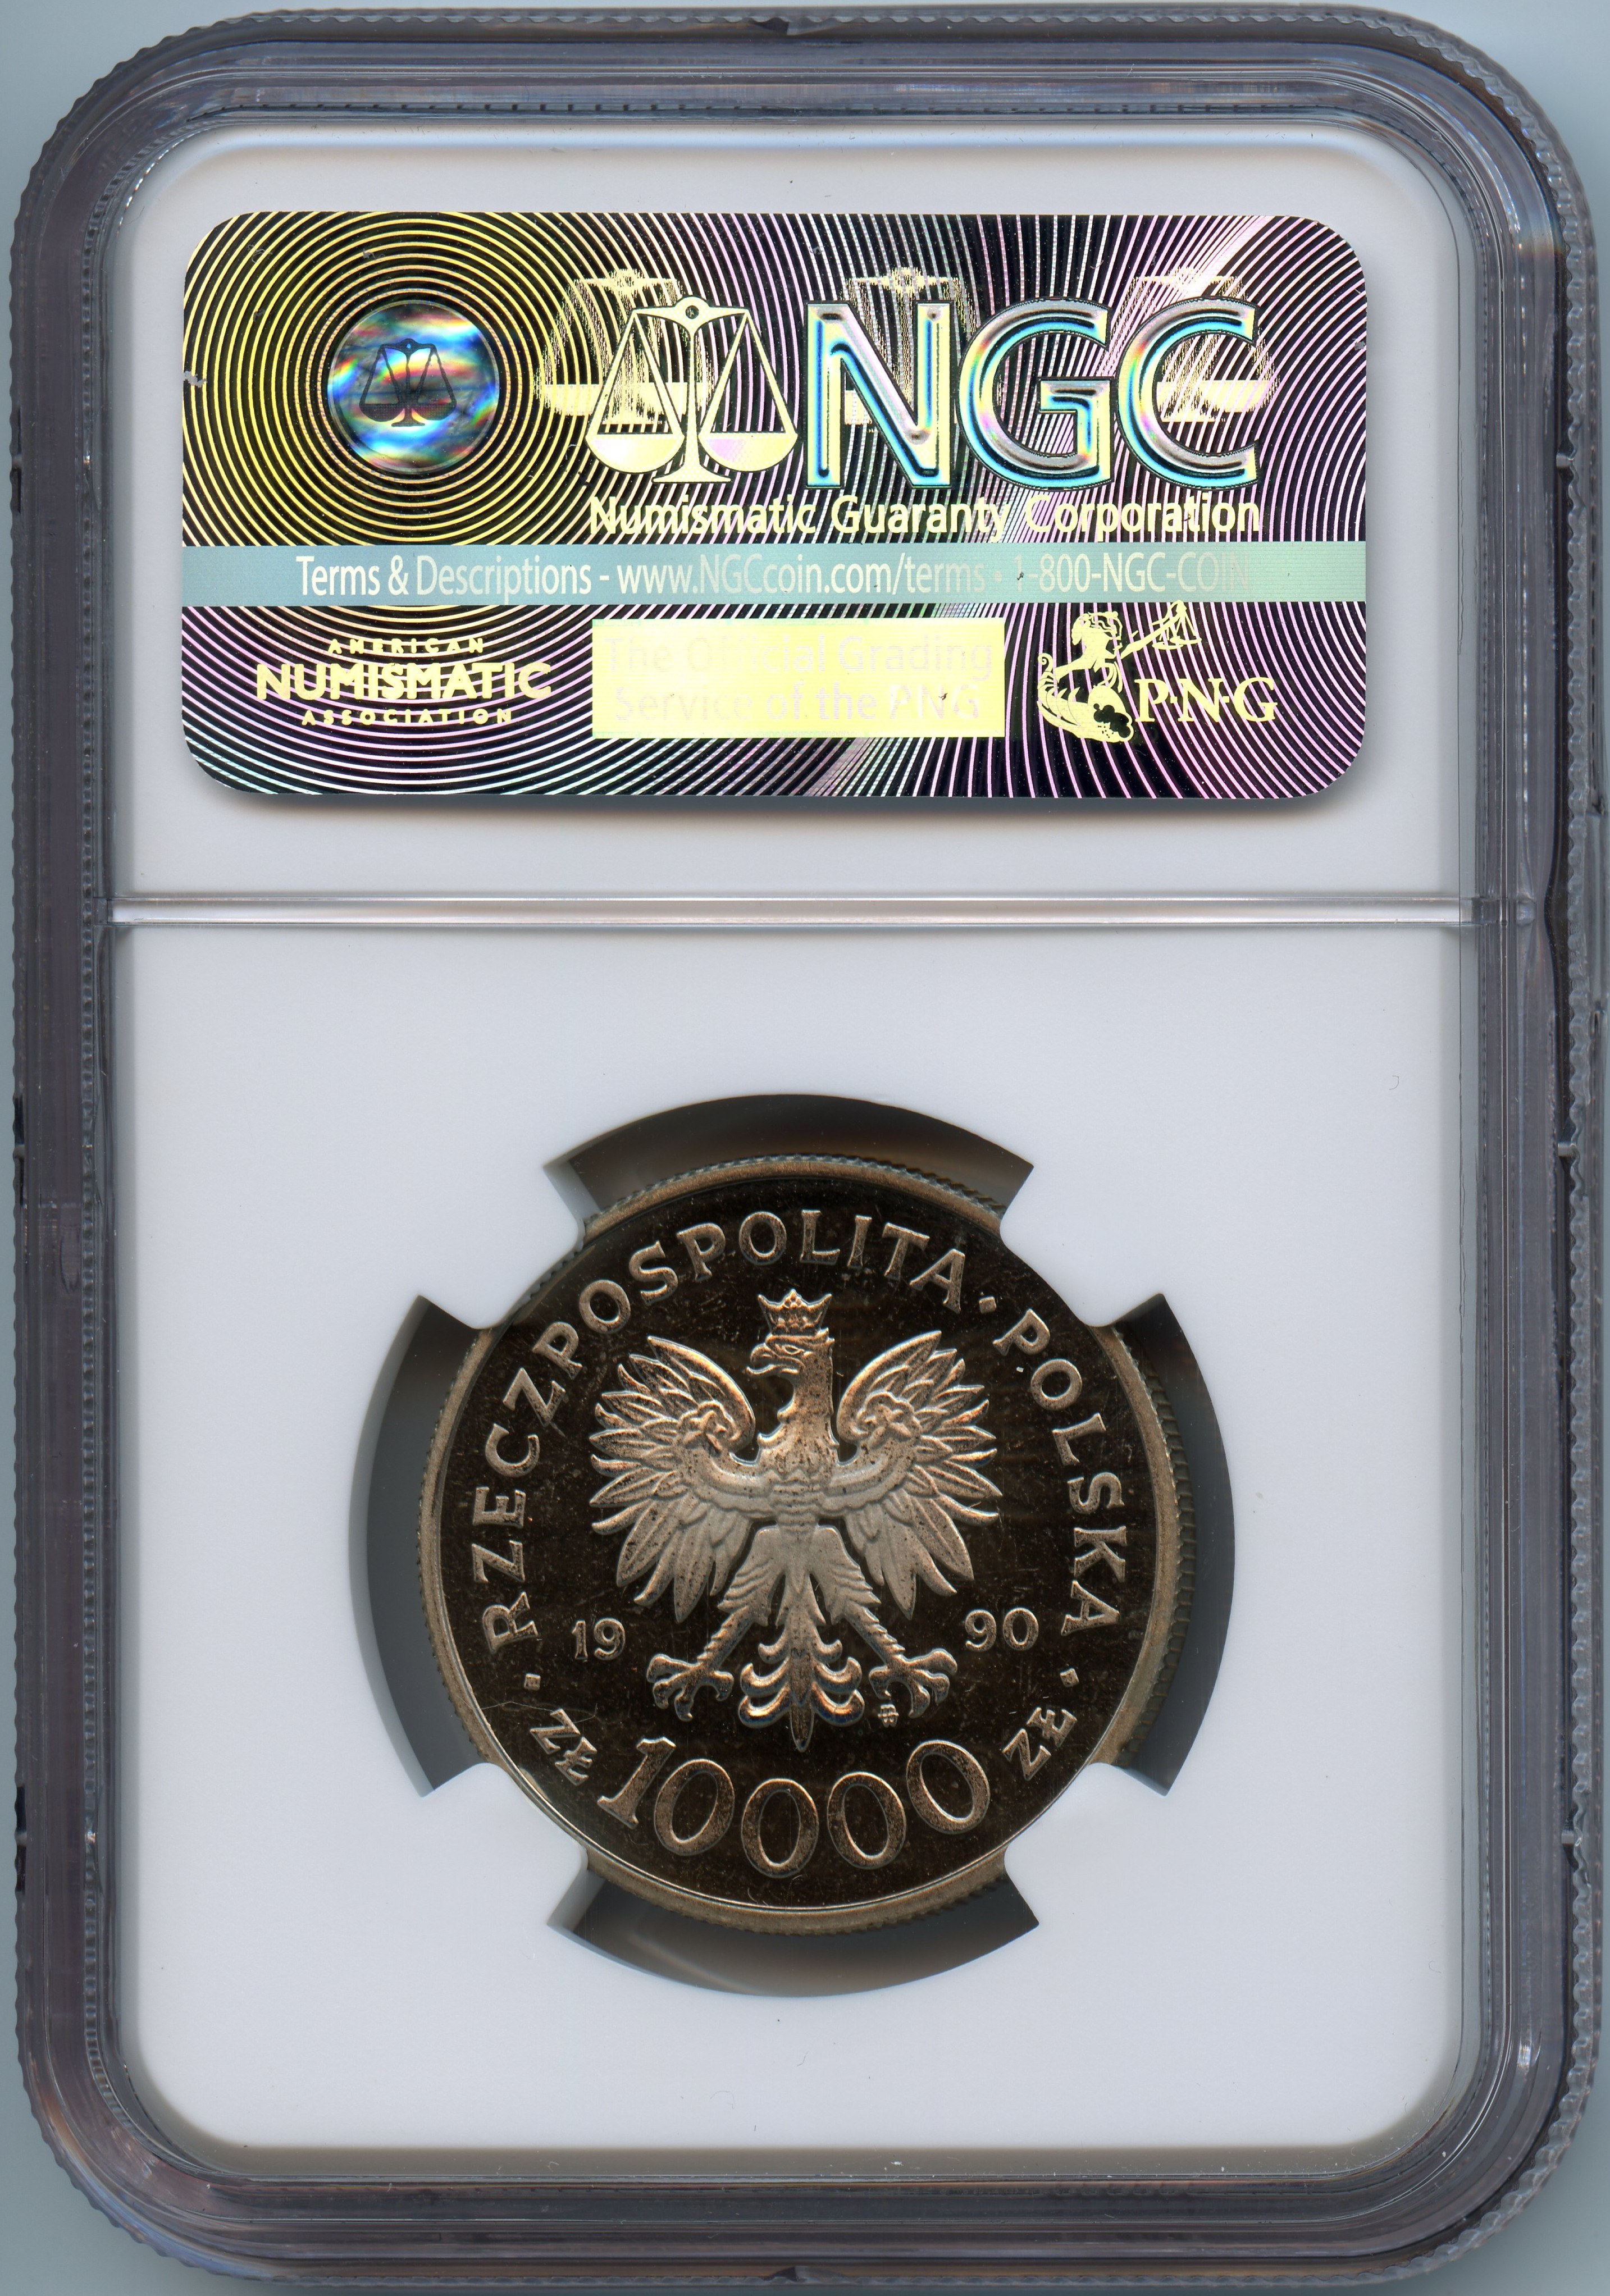 NGC
Numismatic Guaranty Corporation
Terms & Descriptions - www.NGCcoin.com/terms • 1-800-NGC-COIN
AMERICAN
NUMISMATIC
ASSOCIATION
The Official Grading
Service of the PNG
P·N·G
RZECZPOSPOLITA · POLSKA
19 90
· ZŁ 10000 ZŁ ·